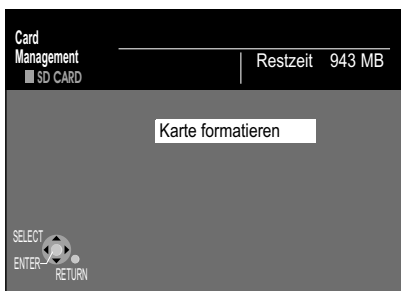 Card
Management
SD CARD
Restzeit 943 MB
Karte formatieren
SELECT
ENTER
RETURN